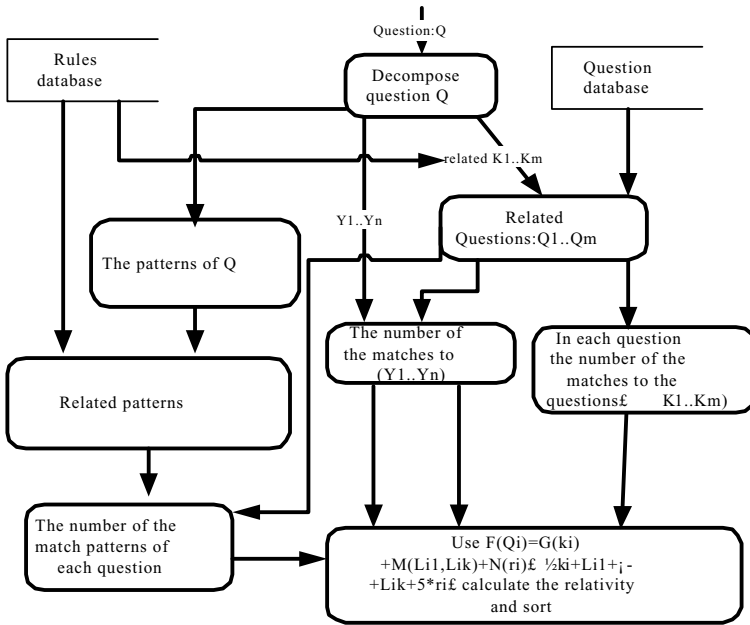 Question:Q
Rules
database
Decompose
question Q
Question
database
related K1..Km
Y1..Yn
Related
Questions:Q1..Qm
The patterns of Q
The number of
the matches to
(Y1..Yn)
In each question
the number of the
matches to the
questions£ K1..Km)
Related patterns
The number of the
match patterns of
each question
Use F(Qi)=G(ki)
+M(Li1,Lik)+N(ri)£ ½ki+Li1+¡-
+Lik+5*ri£ calculate the relativity
and sort